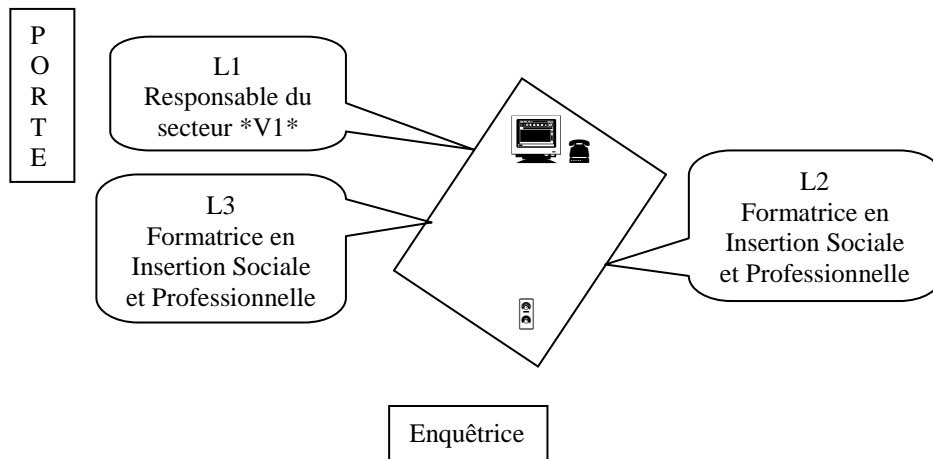 P
O
R
T
E
L1
Responsable du
secteur *V1*
L3
Formatrice en
Insertion Sociale
et Professionnelle
L2
Formatrice en
Insertion Sociale
et Professionnelle
Enquêtrice